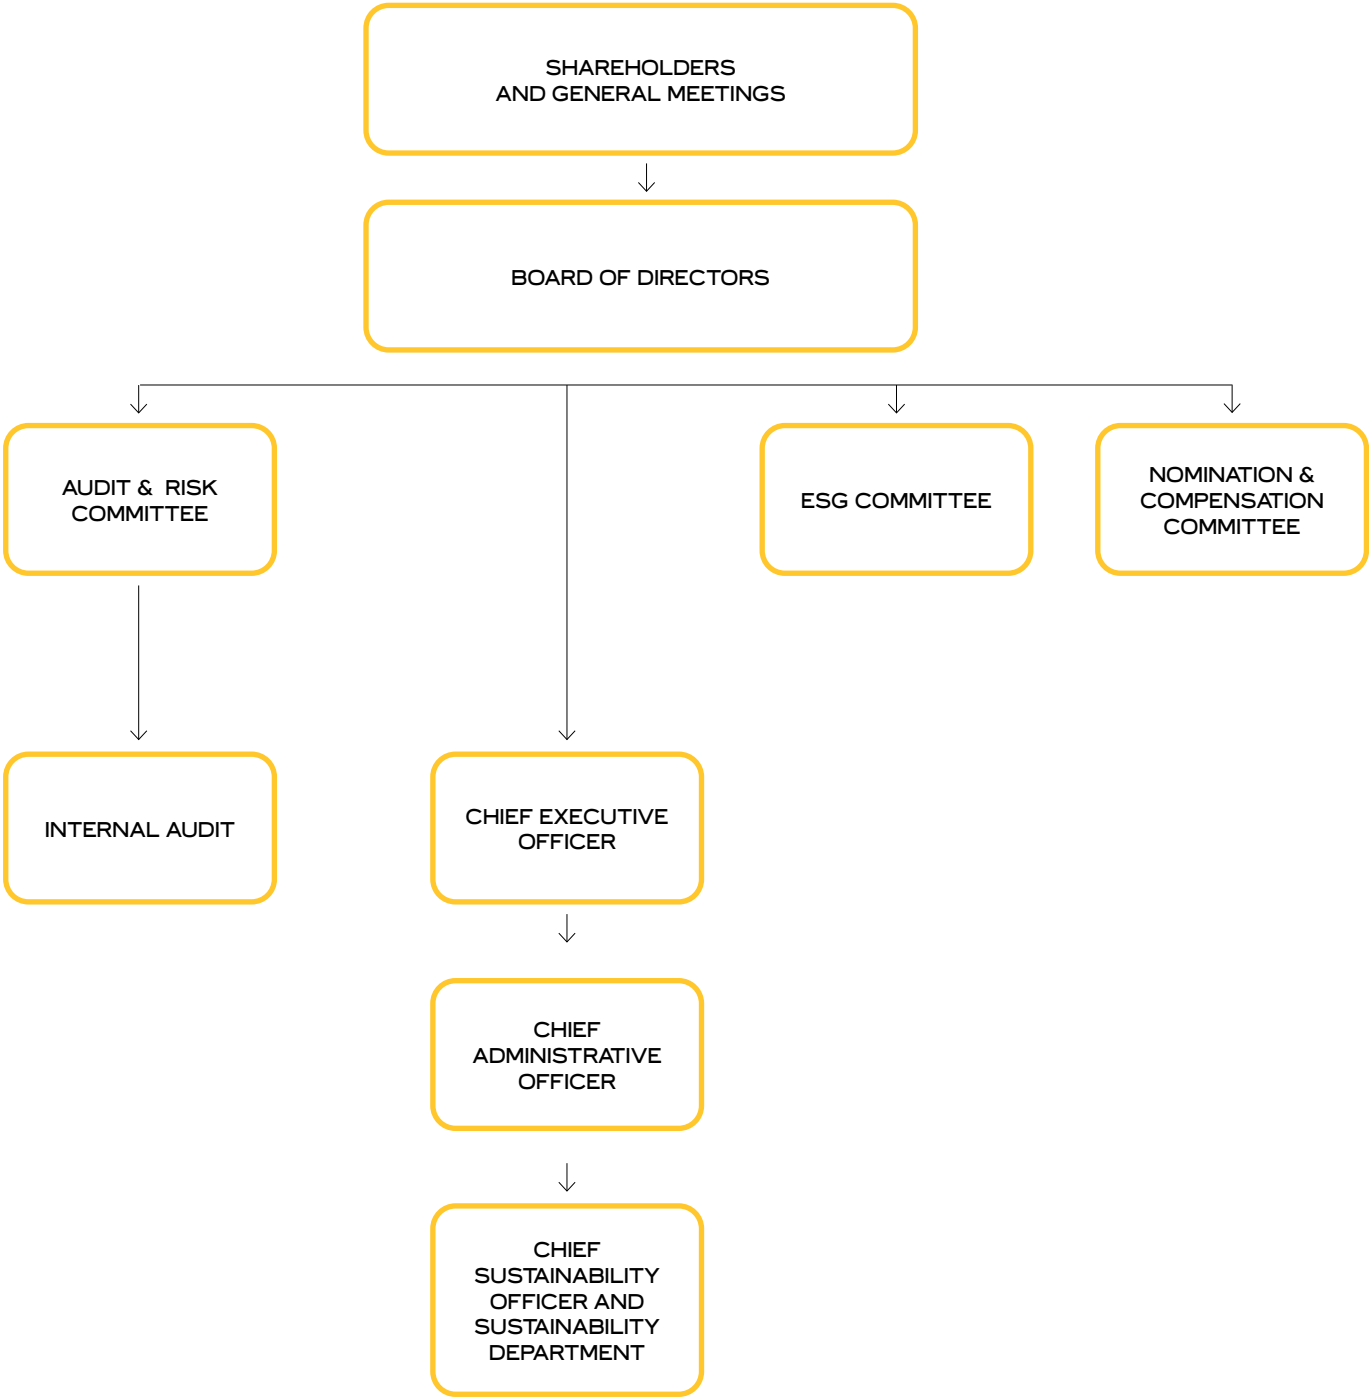 SHAREHOLDERS
AND GENERAL MEETINGS
BOARD OF DIRECTORS
AUDIT & RISK
COMMITTEE
ESG COMMITTEE
NOMINATION &
COMPENSATION
COMMITTEE
INTERNAL AUDIT
CHIEF EXECUTIVE
OFFICER
CHIEF
ADMINISTRATIVE
OFFICER
CHIEF
SUSTAINABILITY
OFFICER AND
SUSTAINABILITY
DEPARTMENT